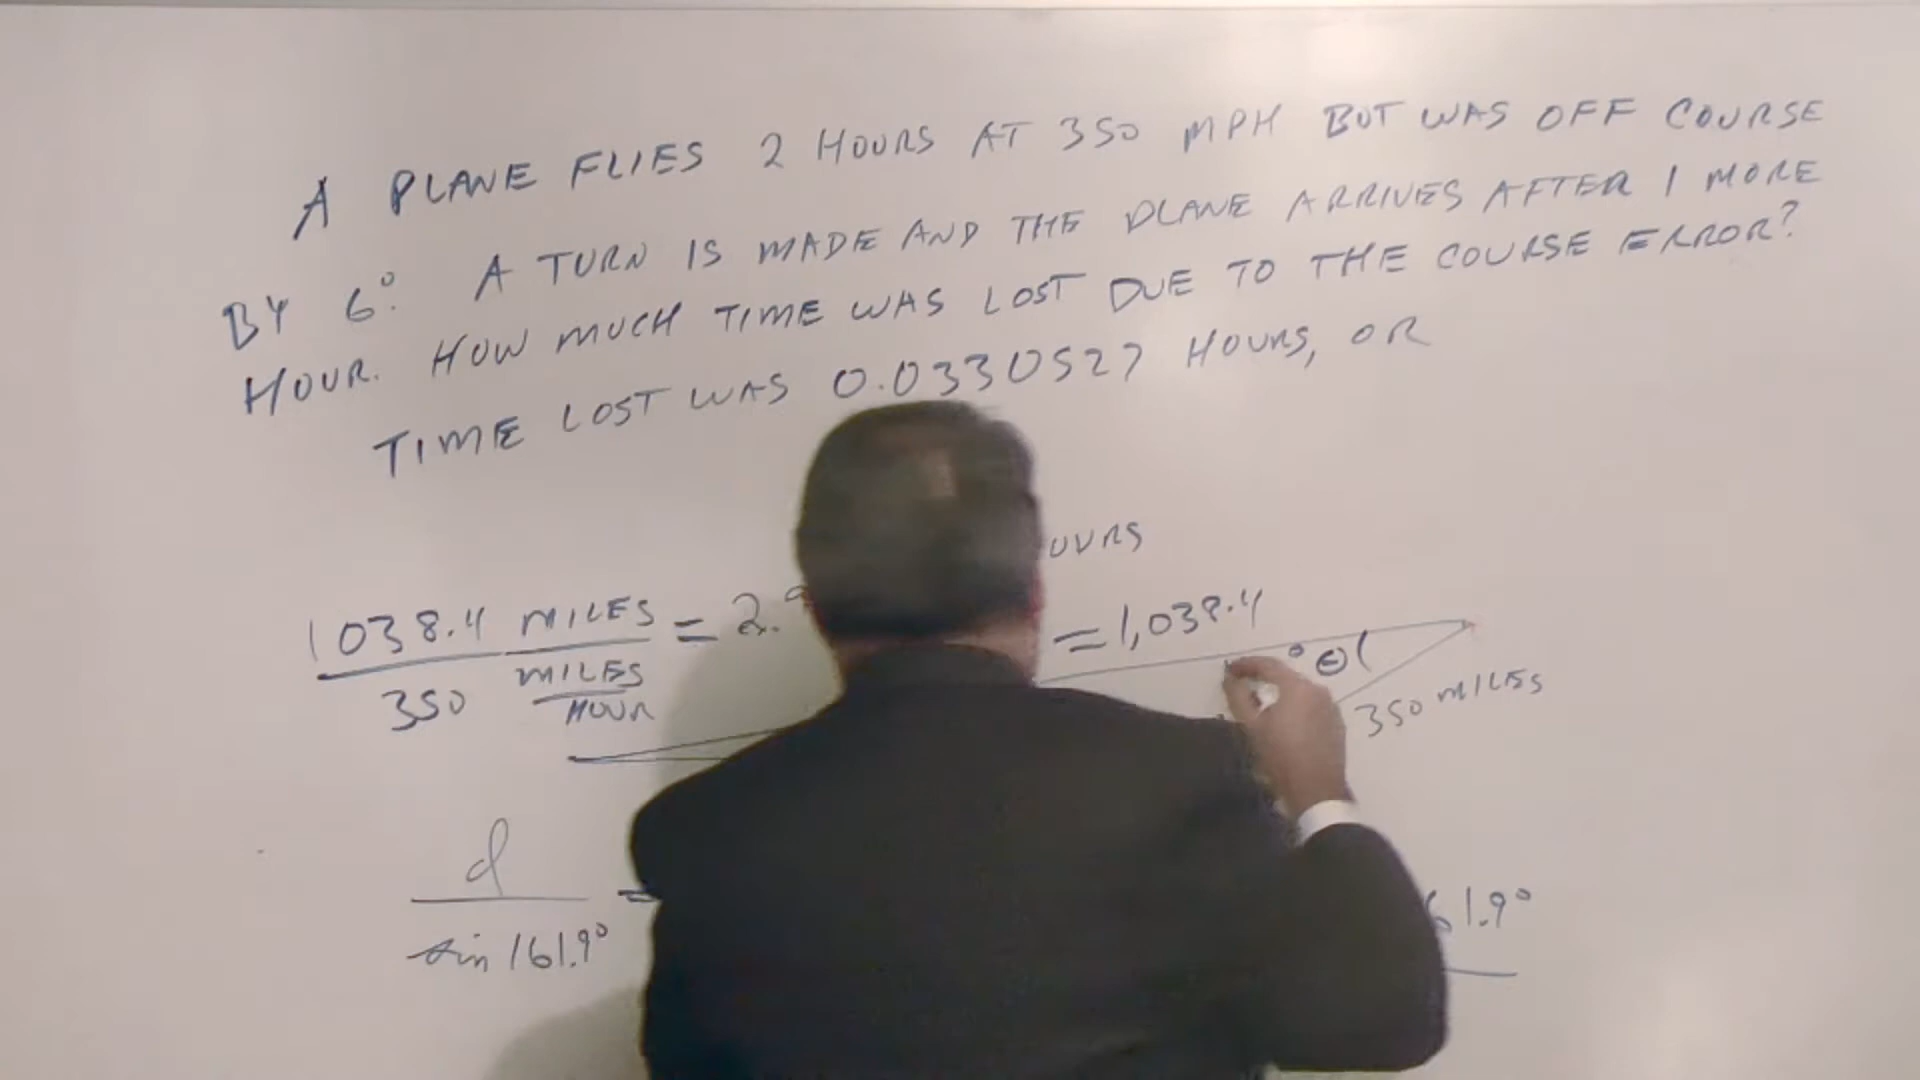 A PLANE FLIES 2 HOURS AT 350 MPH BUT WAS OFF COURSE
BY 6°. A TURN IS MADE AND THE PLANE ARRIVES AFTER 1 MORE
HOUR. HOW MUCH TIME WAS LOST DUE TO THE COURSE ERROR?
TIME LOST WAS 0.0330527 HOURS, OR
OURS
1038.4 MILES = 2.9
350 MILES
HOUR
=1,038.4
° θ
350 MILES
d =
sin 161.9°
61.9°